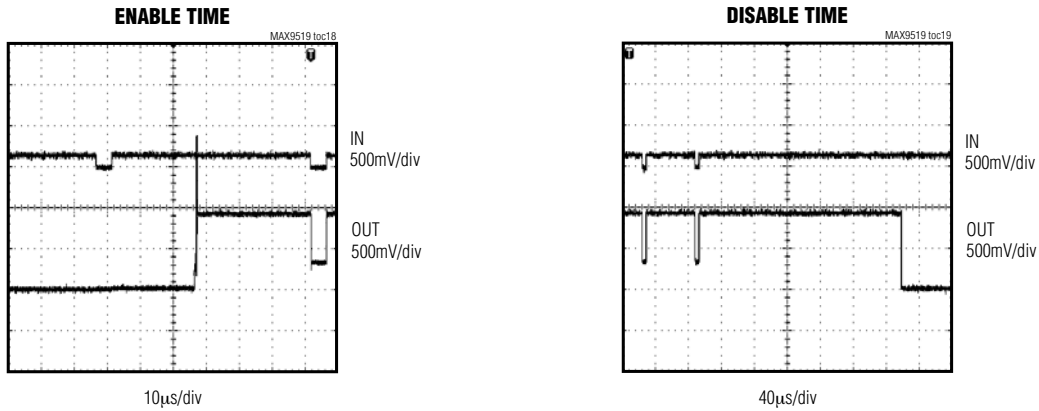 ENABLE TIME
MAX9519 toc18
T
IN
500mV/div
OUT
500mV/div
10µs/div
DISABLE TIME
MAX9519 toc19
T
IN
500mV/div
OUT
500mV/div
40µs/div